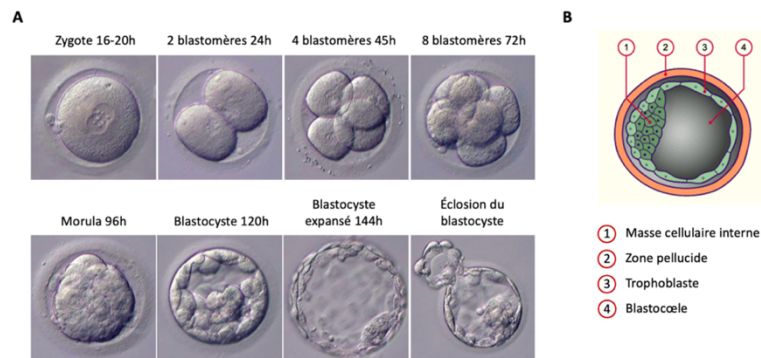 A
Zygote 16-20h
2 blastomères 24h
4 blastomères 45h
8 blastomères 72h
Morula 96h
Blastocyste 120h
Blastocyste
expansé 144h
Éclosion du
blastocyste
B
1 2 3 4
1 Masse cellulaire interne
2 Zone pellucide
3 Trophoblaste
4 Blastocœle